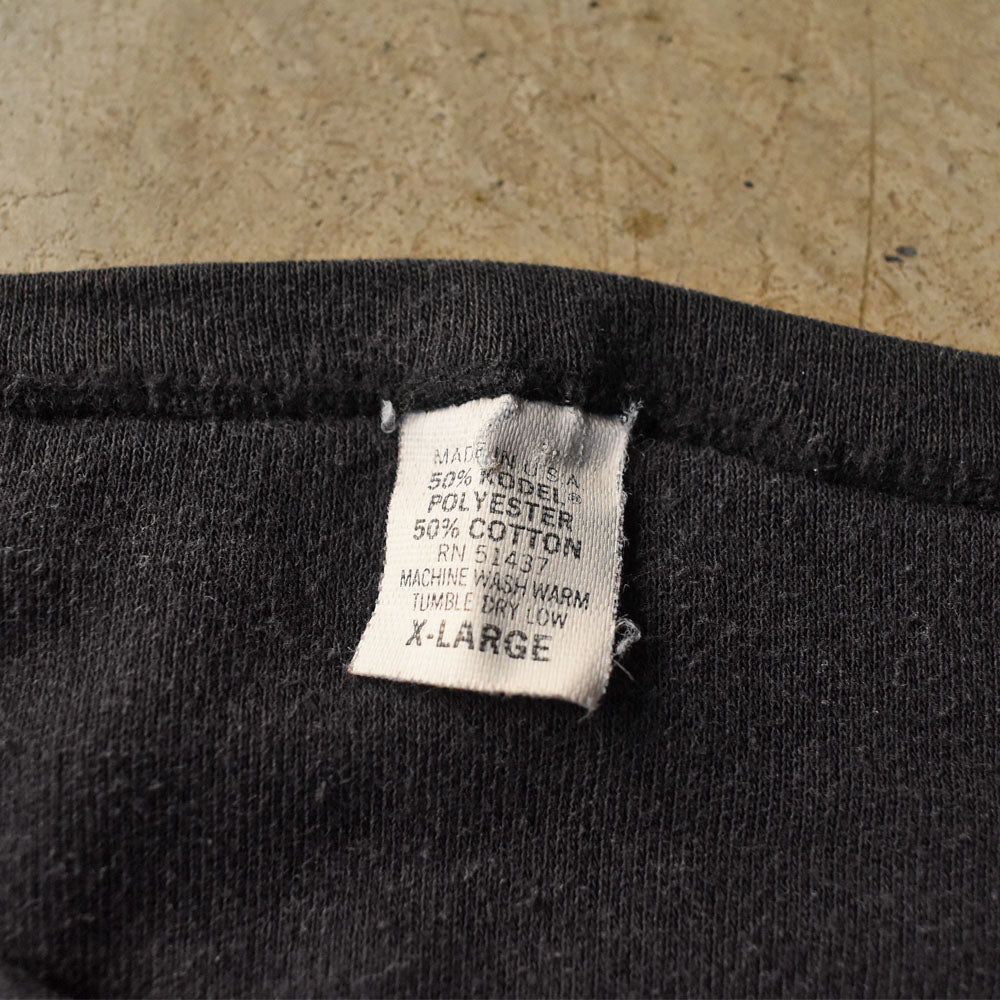 MADE IN U.S.A
50% KODEL®
POLYESTER
50% COTTON
RN 51437
MACHINE WASH WARM
TUMBLE DRY LOW
X-LARGE